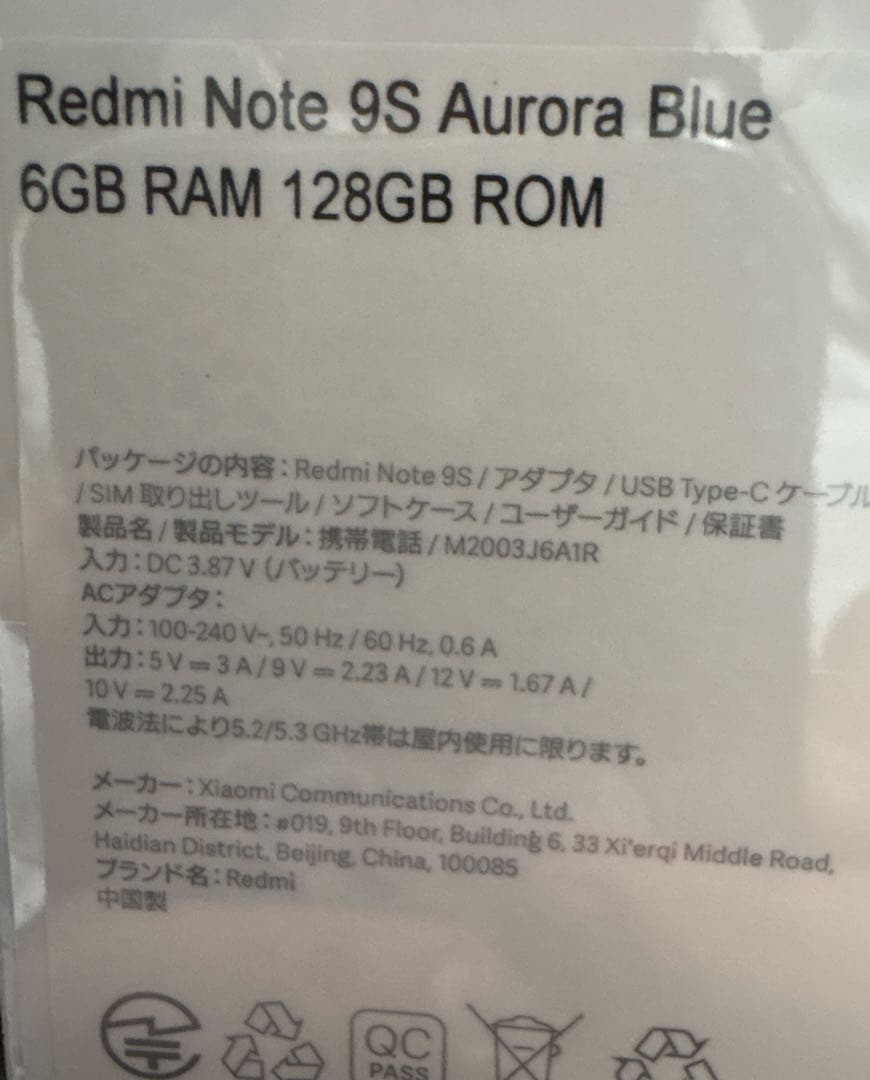 Redmi Note 9S Aurora Blue
6GB RAM 128GB ROM
パッケージの内容：Redmi Note 9S / アダプタ / USB Type-C ケーブル
/ SIM 取り出しツール / ソフトケース / ユーザーガイド / 保証書
製品名 / 製品モデル：携帯電話 / M2003J6A1R
入力：DC 3.87 V (バッテリー)
ACアダプタ：
入力：100-240 V~, 50 Hz / 60 Hz, 0.6 A
出力：5 V ⎓ 3 A / 9 V ⎓ 2.23 A / 12 V ⎓ 1.67 A /
10 V ⎓ 2.25 A
電波法により5.2/5.3 GHz帯は屋内使用に限ります。
メーカー：Xiaomi Communications Co., Ltd.
メーカー所在地：#019, 9th Floor, Building 6, 33 Xi'erqi Middle Road,
Haidian District, Beijing, China, 100085
ブランド名：Redmi
中国製
QC
PASS